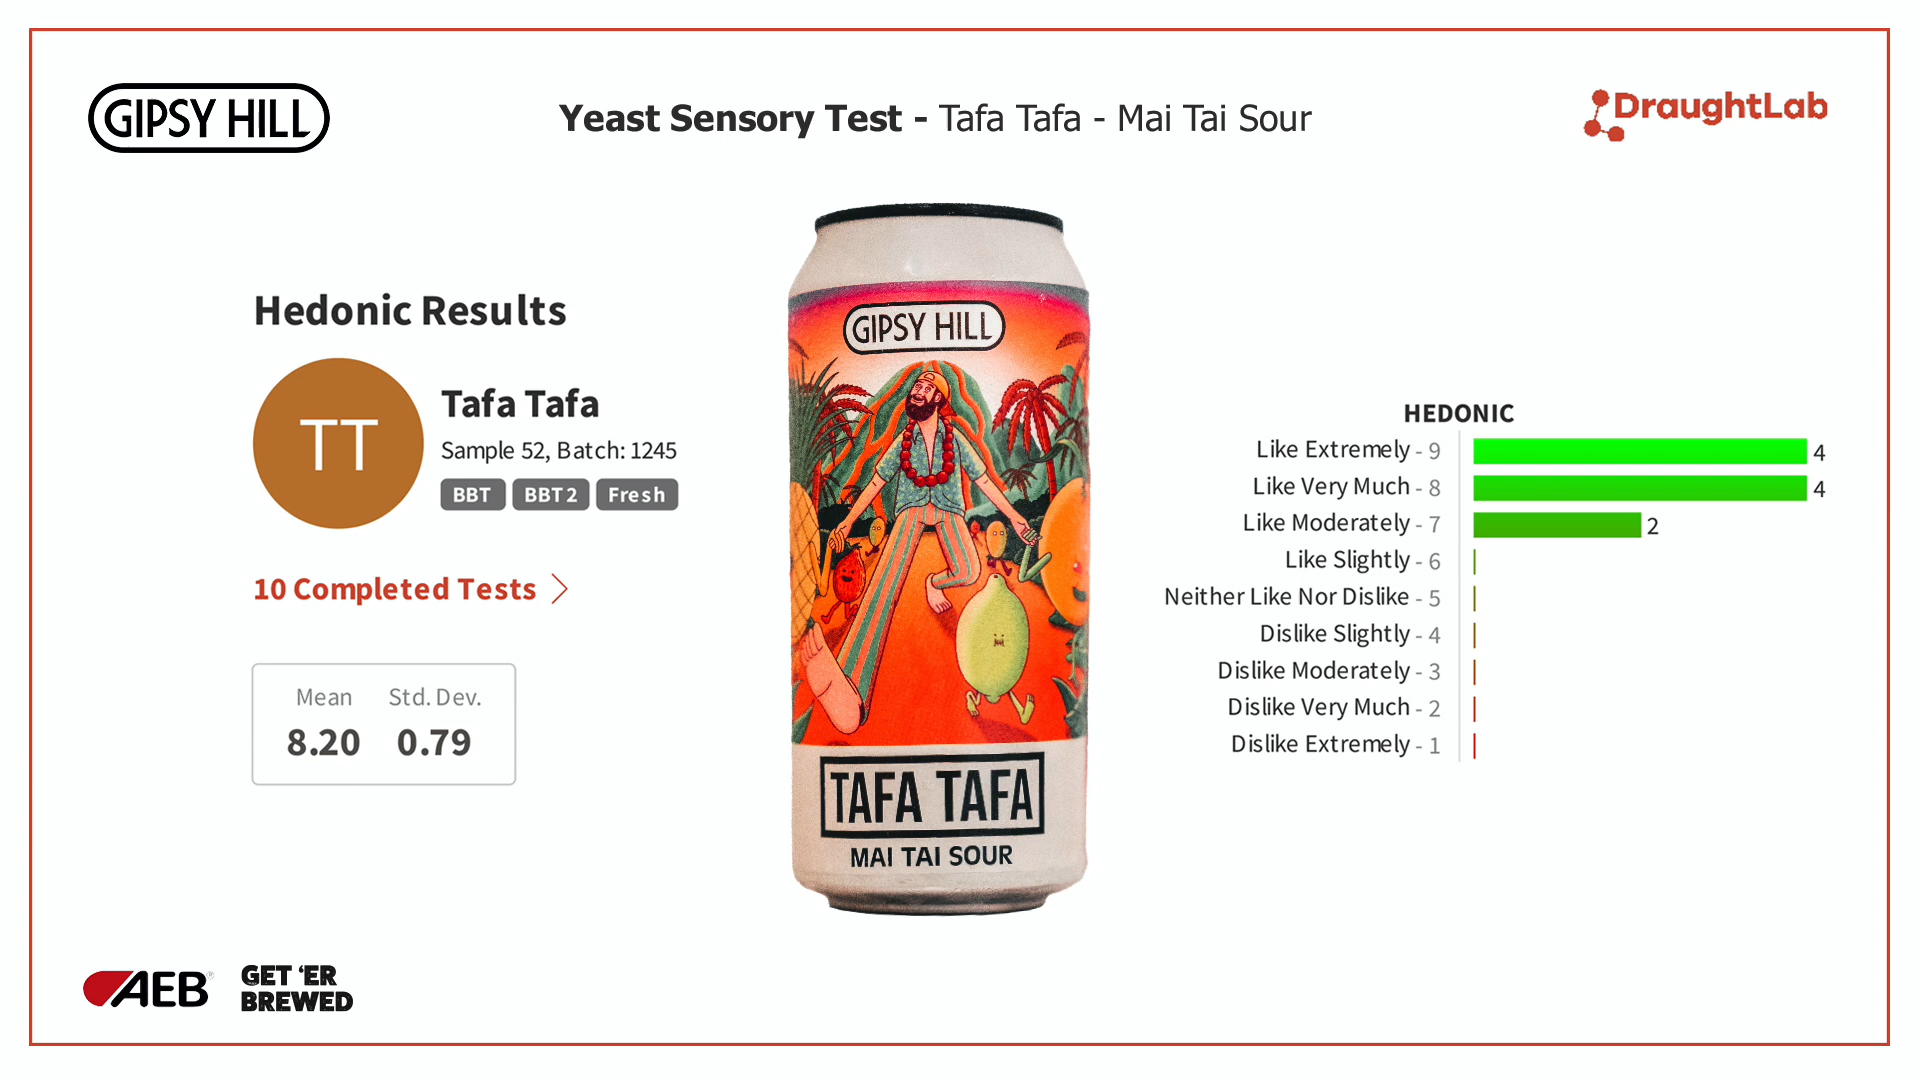 GIPSY HILL
Yeast Sensory Test - Tafa Tafa - Mai Tai Sour
DraughtLab
Hedonic Results
TT
Tafa Tafa
Sample 52, Batch: 1245
BBT BBT2 Fresh
10 Completed Tests
Mean Std. Dev.
8.20 0.79
GIPSY HILL
TAFA TAFA
MAI TAI SOUR
HEDONIC
Like Extremely - 9 4
Like Very Much - 8 4
Like Moderately - 7 2
Like Slightly - 6
Neither Like Nor Dislike - 5
Dislike Slightly - 4
Dislike Moderately - 3
Dislike Very Much - 2
Dislike Extremely - 1
AEB®
GET ‘ER
BREWED